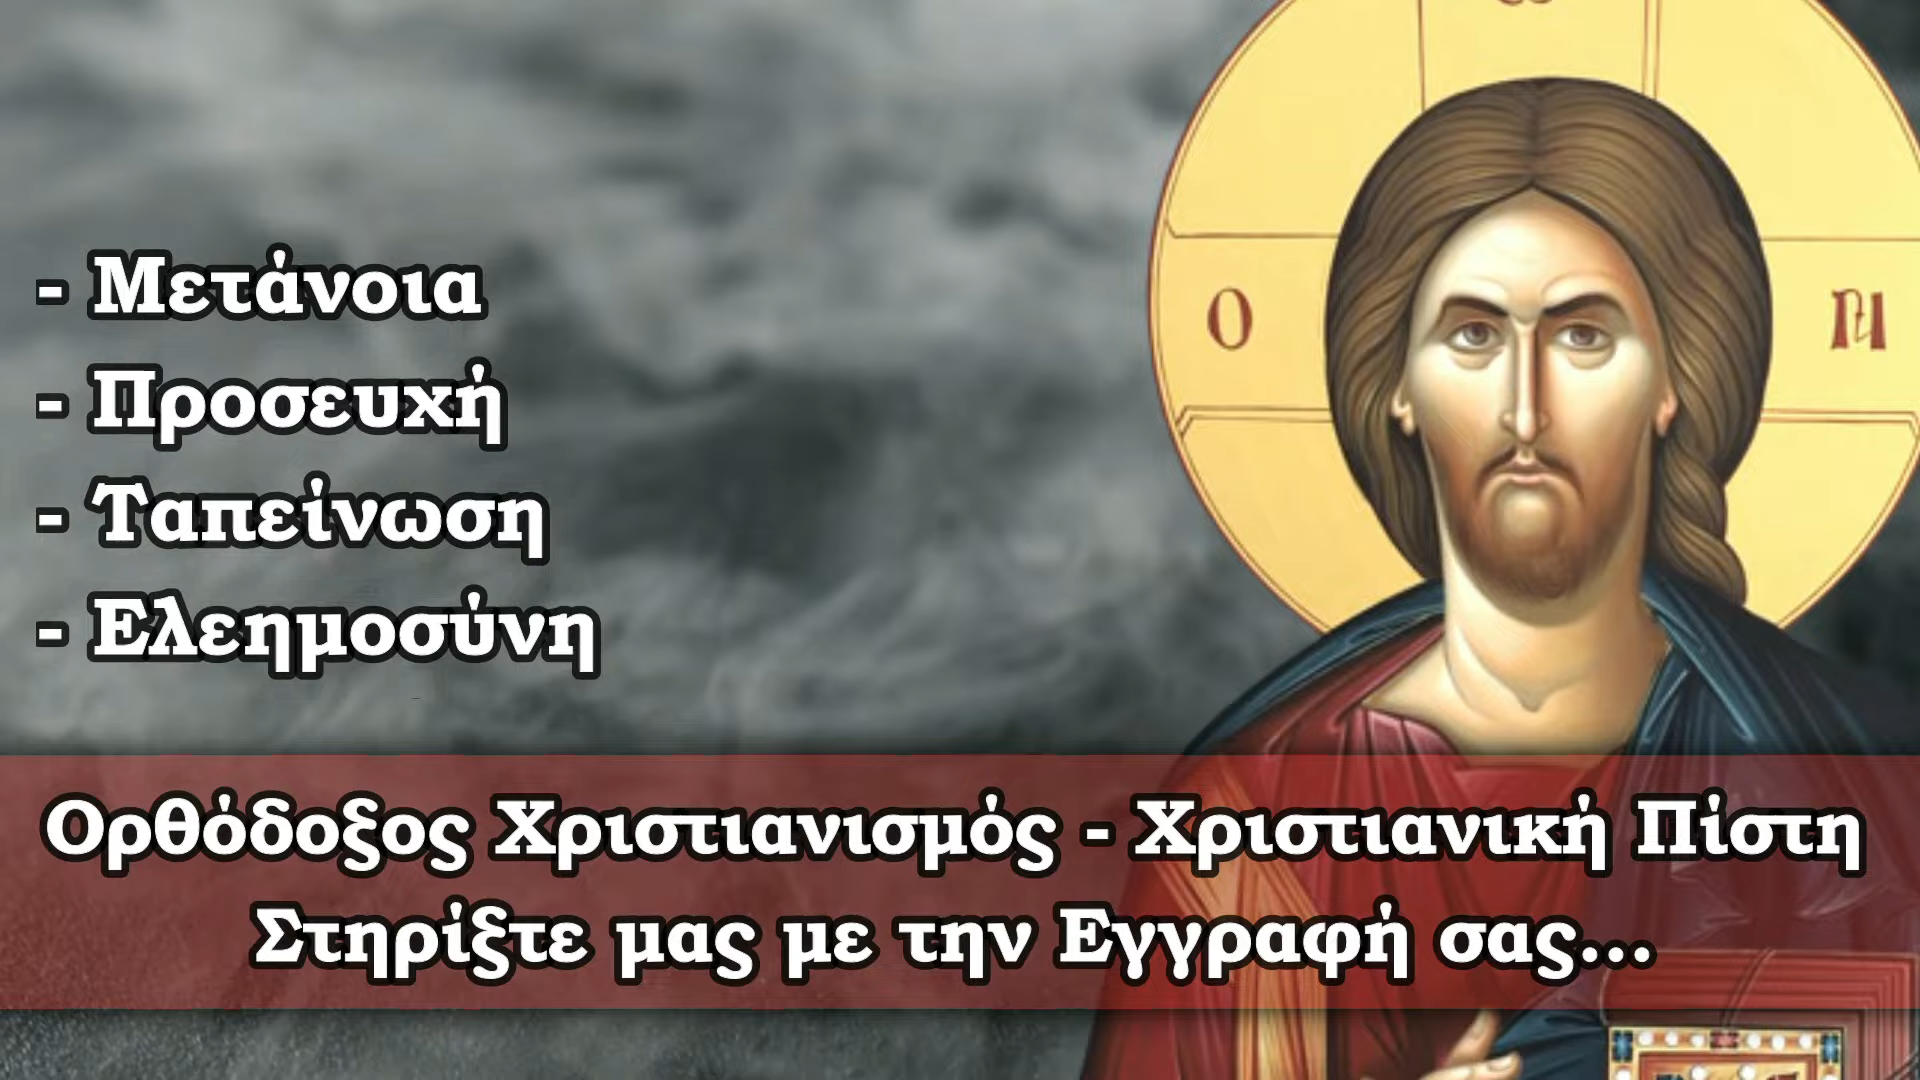 - Μετάνοια
- Προσευχή
- Ταπείνωση
- Ελεημοσύνη
Ο
Ορθόδοξος Χριστιανισμός - Χριστιανική Πίστη
Στηρίξτε μας με την Εγγραφή σας...